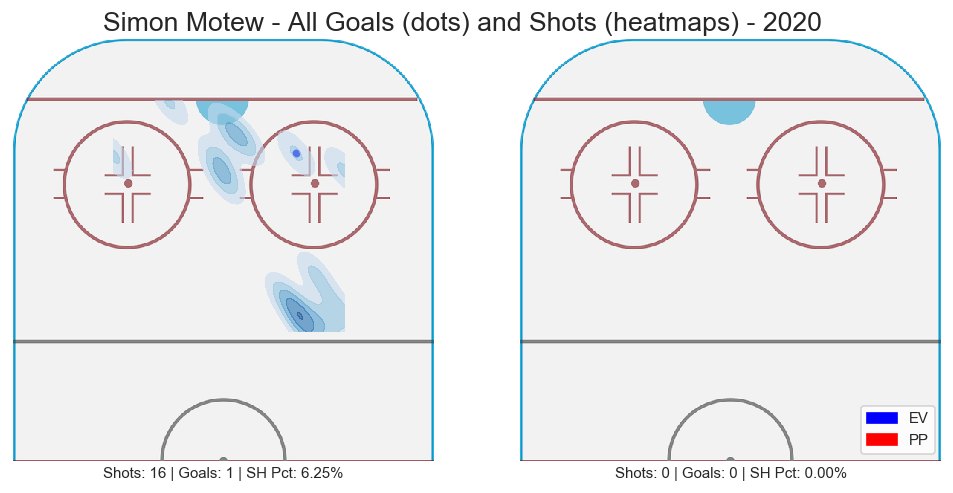 Simon Motew - All Goals (dots) and Shots (heatmaps) - 2020
EV
PP
Shots: 16 | Goals: 1 | SH Pct: 6.25%
Shots: 0 | Goals: 0 | SH Pct: 0.00%